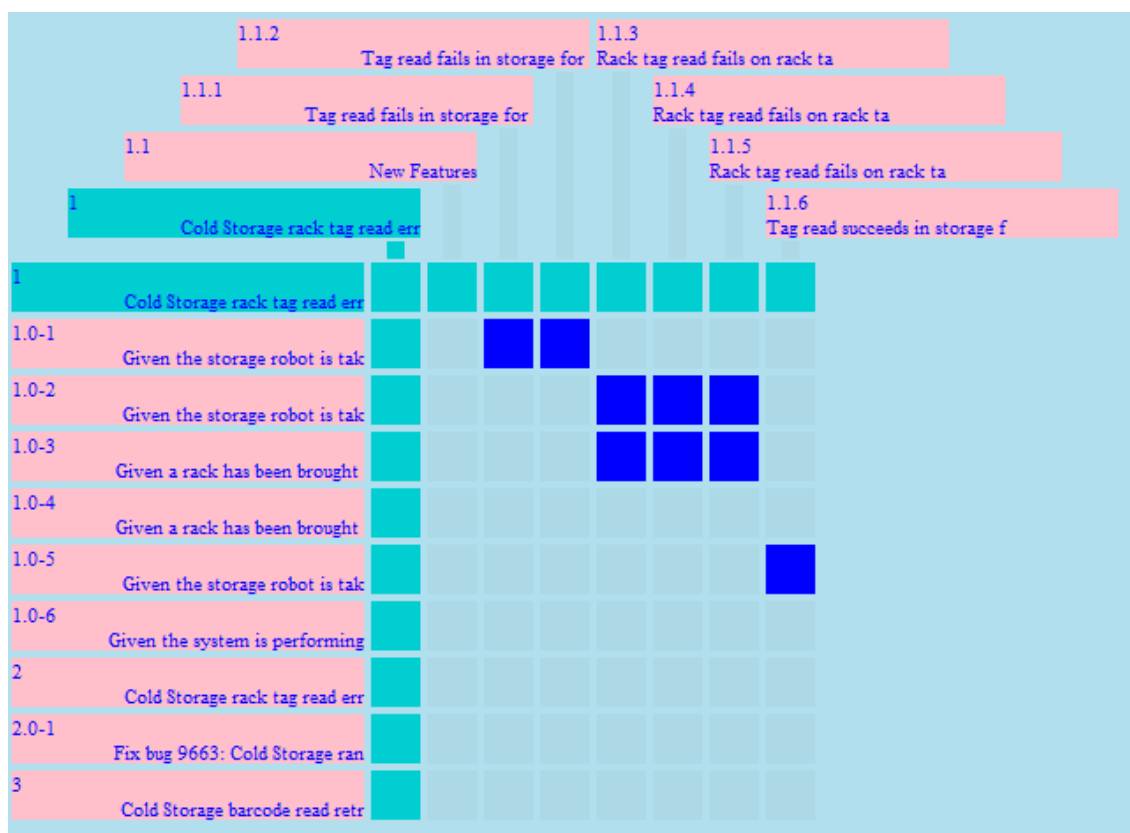 1.1.2
Tag read fails in storage for
1.1.3
Rack tag read fails on rack ta
1.1.1
Tag read fails in storage for
1.1.4
Rack tag read fails on rack ta
1.1
New Features
1.1.5
Rack tag read fails on rack ta
1
Cold Storage rack tag read err
1.1.6
Tag read succeeds in storage f
1
Cold Storage rack tag read err
1.0-1
Given the storage robot is tak
1.0-2
Given the storage robot is tak
1.0-3
Given a rack has been brought
1.0-4
Given a rack has been brought
1.0-5
Given the storage robot is tak
1.0-6
Given the system is performing
2
Cold Storage rack tag read err
2.0-1
Fix bug 9663: Cold Storage ran
3
Cold Storage barcode read retr